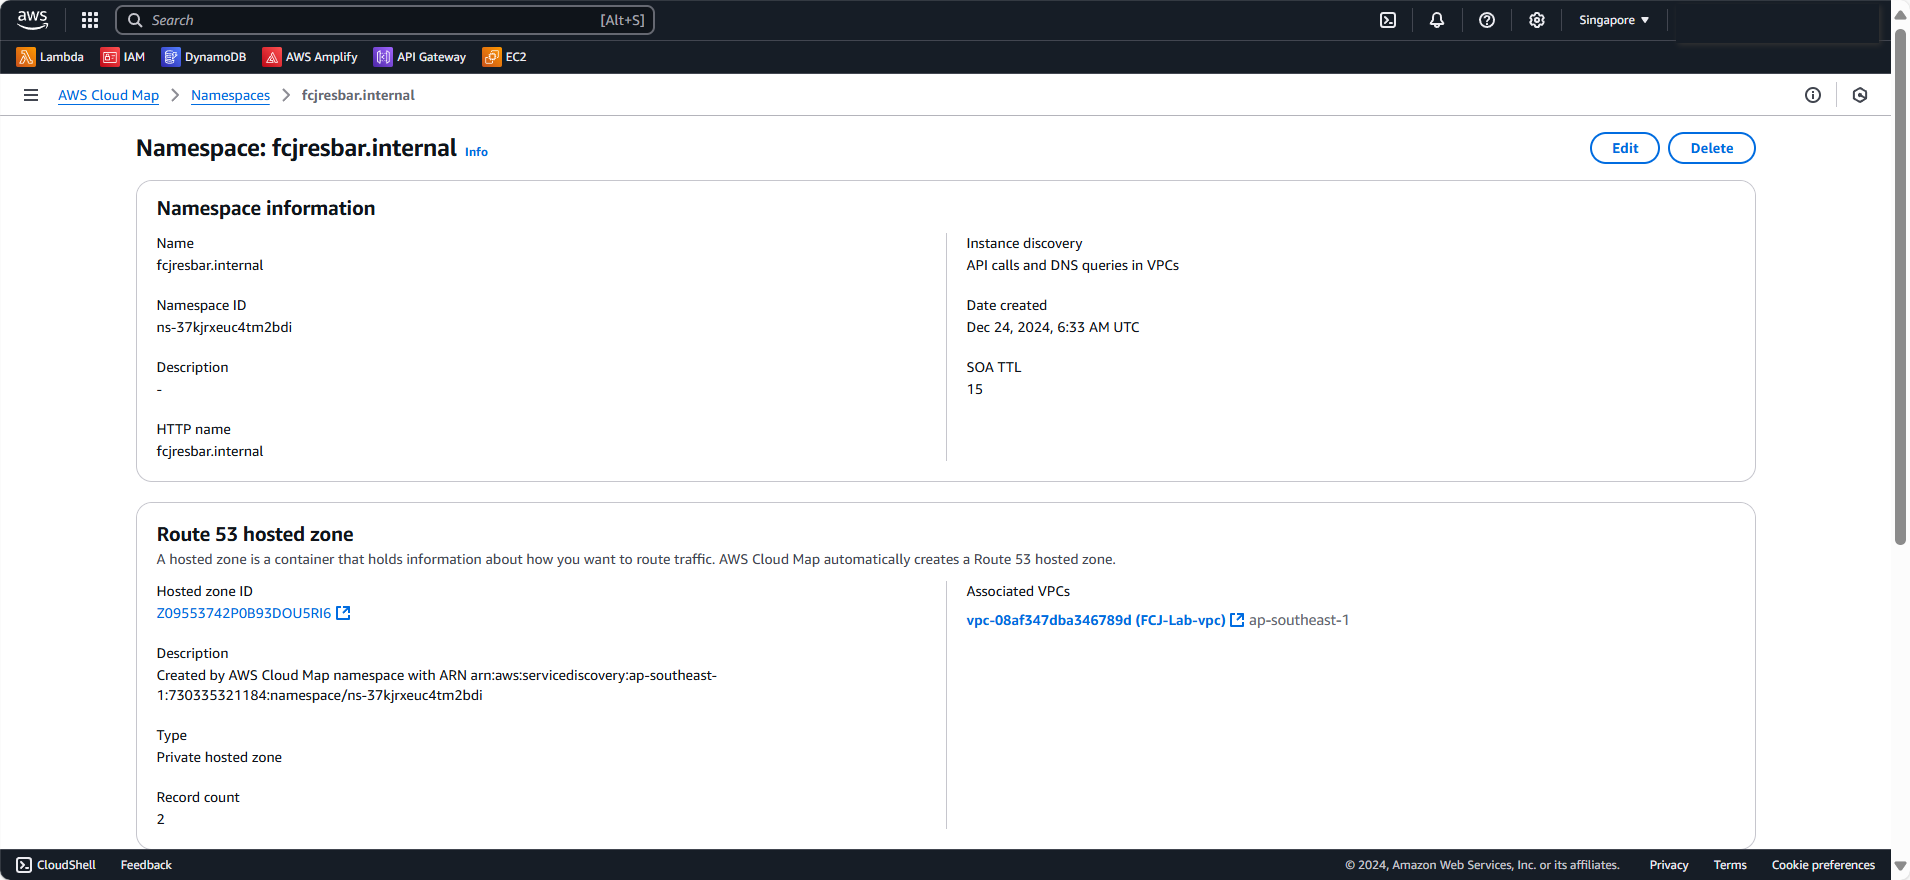 aws
Search [Alt+S]
Singapore
Lambda IAM DynamoDB AWS Amplify API Gateway EC2
AWS Cloud Map Namespaces fcjresbar.internal
Namespace: fcjresbar.internal Info
Edit Delete
Namespace information
Name
fcjresbar.internal
Namespace ID
ns-37kjrxeuc4tm2bdi
Description
-
HTTP name
fcjresbar.internal
Instance discovery
API calls and DNS queries in VPCs
Date created
Dec 24, 2024, 6:33 AM UTC
SOA TTL
15
Route 53 hosted zone
A hosted zone is a container that holds information about how you want to route traffic. AWS Cloud Map automatically creates a Route 53 hosted zone.
Hosted zone ID
Z09553742P0B93DOU5RI6
Description
Created by AWS Cloud Map namespace with ARN arn:aws:servicediscovery:ap-southeast-
1:730335321184:namespace/ns-37kjrxeuc4tm2bdi
Type
Private hosted zone
Record count
2
Associated VPCs
vpc-08af347dba346789d (FCJ-Lab-vpc) ap-southeast-1
CloudShell Feedback
© 2024, Amazon Web Services, Inc. or its affiliates. Privacy Terms Cookie preferences